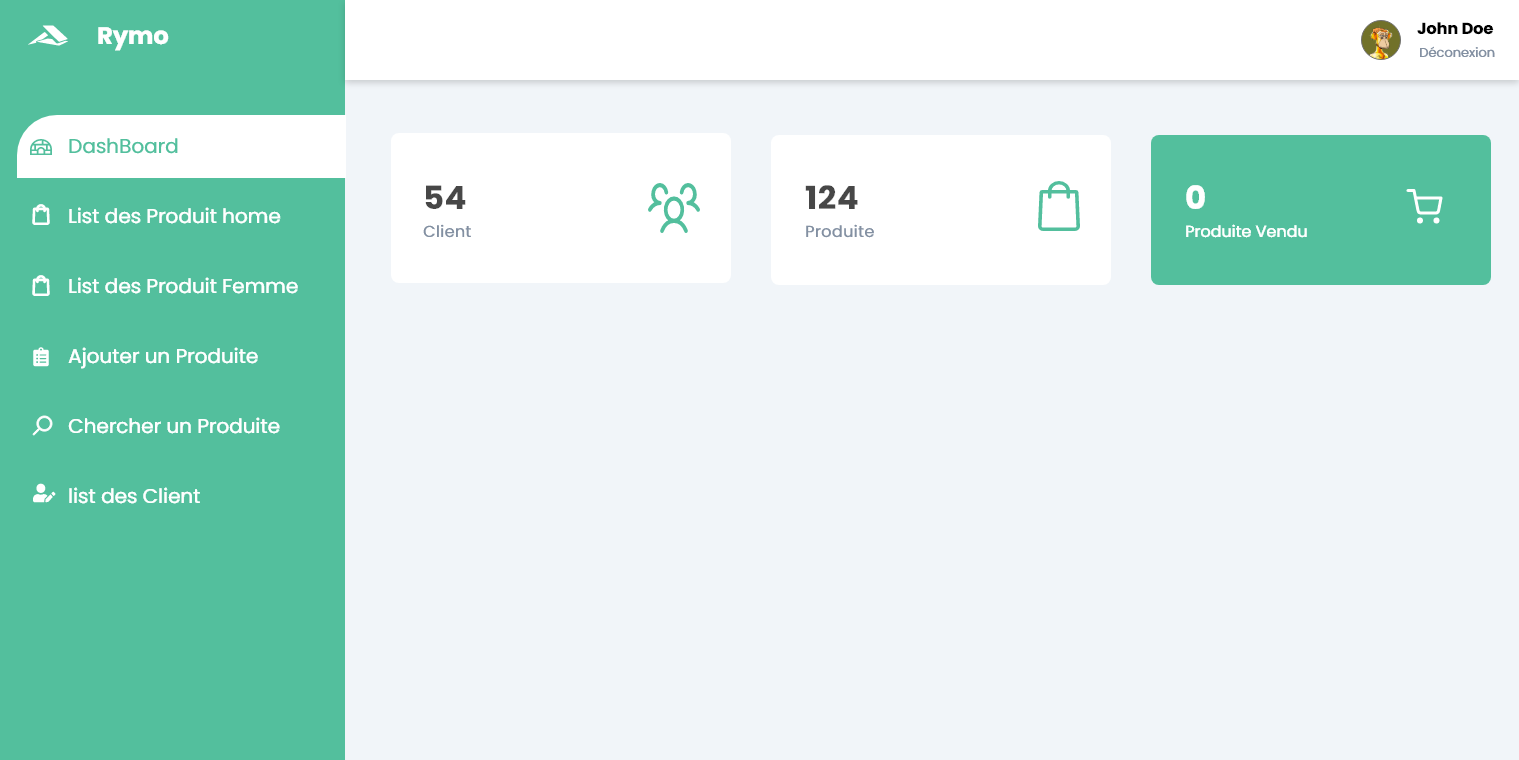 Rymo
John Doe
Déconexion
DashBoard
List des Produit home
List des Produit Femme
Ajouter un Produite
Chercher un Produite
list des Client
54
Client
124
Produite
0
Produite Vendu